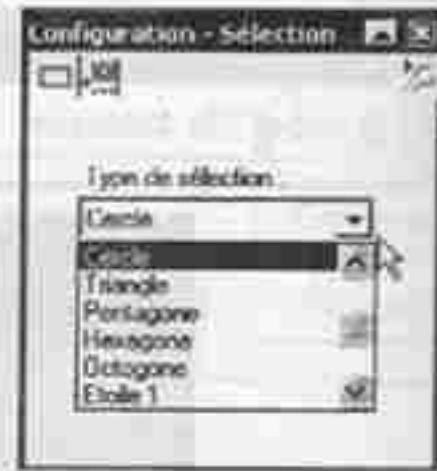 Configuration - Sélection
Type de sélection
Cercle
Cercle
Triangle
Pentagone
Hexagone
Octogone
Etoile 1